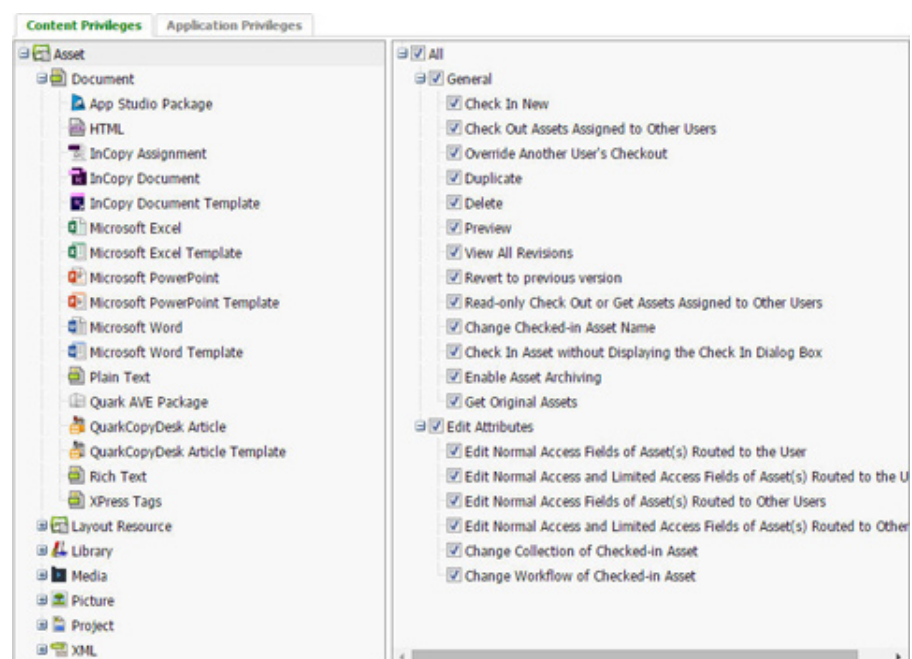 Content Privileges
Application Privileges
Asset
Document
App Studio Package
HTML
InCopy Assignment
InCopy Document
InCopy Document Template
Microsoft Excel
Microsoft Excel Template
Microsoft PowerPoint
Microsoft PowerPoint Template
Microsoft Word
Microsoft Word Template
Plain Text
Quark AVE Package
QuarkCopyDesk Article
QuarkCopyDesk Article Template
Rich Text
XPress Tags
Layout Resource
Library
Media
Picture
Project
XML
All
General
Check In New
Check Out Assets Assigned to Other Users
Override Another User's Checkout
Duplicate
Delete
Preview
View All Revisions
Revert to previous version
Read-only Check Out or Get Assets Assigned to Other Users
Change Checked-in Asset Name
Check In Asset without Displaying the Check In Dialog Box
Enable Asset Archiving
Get Original Assets
Edit Attributes
Edit Normal Access Fields of Asset(s) Routed to the User
Edit Normal Access and Limited Access Fields of Asset(s) Routed to the U
Edit Normal Access Fields of Asset(s) Routed to Other Users
Edit Normal Access and Limited Access Fields of Asset(s) Routed to Other
Change Collection of Checked-in Asset
Change Workflow of Checked-in Asset